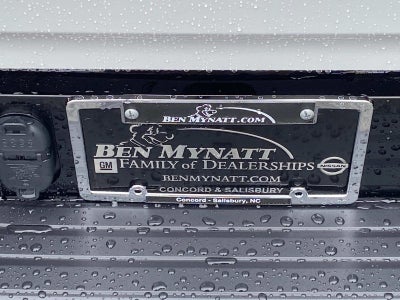 BEN MYNATT.COM
BEN MYNATT
GM FAMILY of DEALERSHIPS NISSAN
BENMYNATT.COM
CONCORD & SALISBURY
Concord - Salisbury, NC